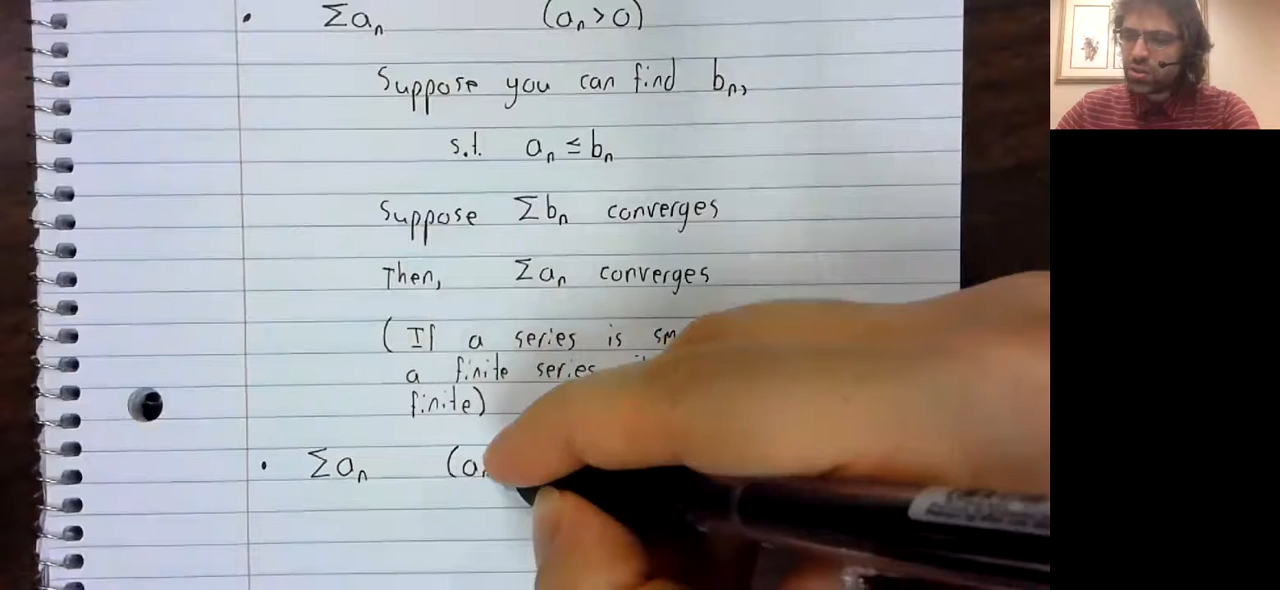 • Σaₙ (aₙ>0)
Suppose you can find bₙ,
s.t. aₙ ≤ bₙ
Suppose Σbₙ converges
Then, Σaₙ converges
(If a series is
a finite series
finite)
• Σaₙ (aₙ